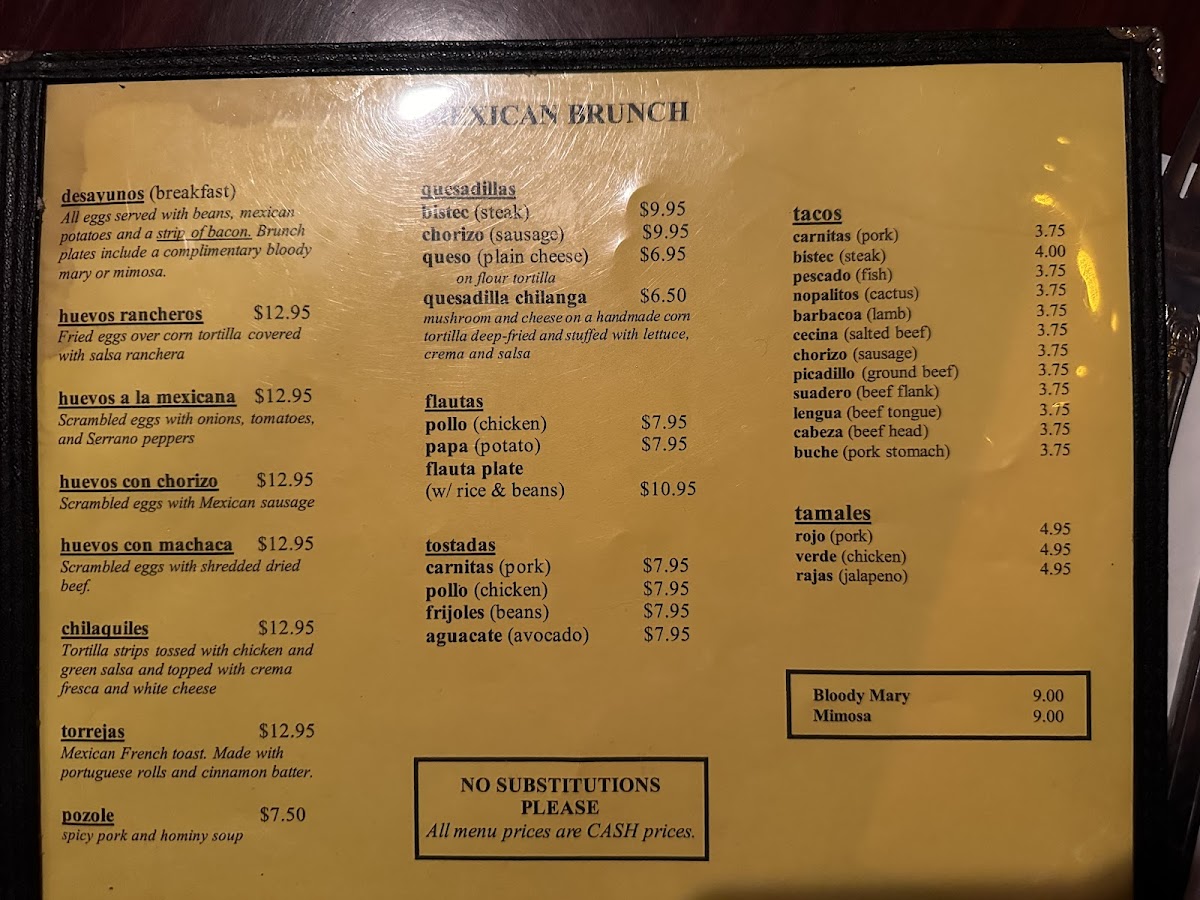 MEXICAN BRUNCH
desayunos (breakfast)
All eggs served with beans, mexican
potatoes and a strip of bacon. Brunch
plates include a complimentary bloody
mary or mimosa.
huevos rancheros $12.95
Fried eggs over corn tortilla covered
with salsa ranchera
huevos a la mexicana $12.95
Scrambled eggs with onions, tomatoes,
and Serrano peppers
huevos con chorizo $12.95
Scrambled eggs with Mexican sausage
huevos con machaca $12.95
Scrambled eggs with shredded dried
beef.
chilaquiles $12.95
Tortilla strips tossed with chicken and
green salsa and topped with crema
fresca and white cheese
torrejas $12.95
Mexican French toast. Made with
portuguese rolls and cinnamon batter.
pozole $7.50
spicy pork and hominy soup
quesadillas
bistec (steak) $9.95
chorizo (sausage) $9.95
queso (plain cheese) $6.95
on flour tortilla
quesadilla chilanga $6.50
mushroom and cheese on a handmade corn
tortilla deep-fried and stuffed with lettuce,
crema and salsa
flautas
pollo (chicken) $7.95
papa (potato) $7.95
flauta plate
(w/ rice & beans) $10.95
tostadas
carnitas (pork) $7.95
pollo (chicken) $7.95
frijoles (beans) $7.95
aguacate (avocado) $7.95
NO SUBSTITUTIONS
PLEASE
All menu prices are CASH prices.
tacos
carnitas (pork) 3.75
bistec (steak) 4.00
pescado (fish) 3.75
nopalitos (cactus) 3.75
barbacoa (lamb) 3.75
cecina (salted beef) 3.75
chorizo (sausage) 3.75
picadillo (ground beef) 3.75
suadero (beef flank) 3.75
lengua (beef tongue) 3.75
cabeza (beef head) 3.75
buche (pork stomach) 3.75
tamales
rojo (pork) 4.95
verde (chicken) 4.95
rajas (jalapeno) 4.95
Bloody Mary 9.00
Mimosa 9.00